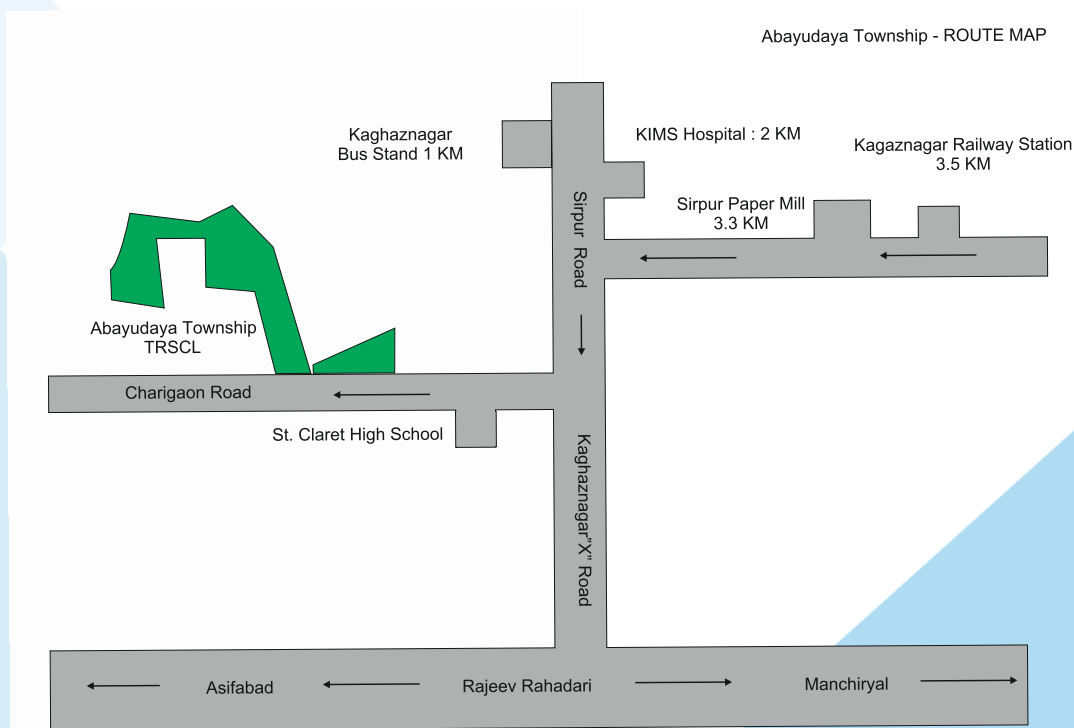 Abayudaya Township - ROUTE MAP
Kaghaznagar
Bus Stand 1 KM
KIMS Hospital : 2 KM
Kagaznagar Railway Station
3.5 KM
Sirpur Paper Mill
3.3 KM
Sirpur Road
Abayudaya Township
TRSCL
Charigaon Road
St. Claret High School
Kaghaznagar"X" Road
Asifabad
Rajeev Rahadari
Manchiryal